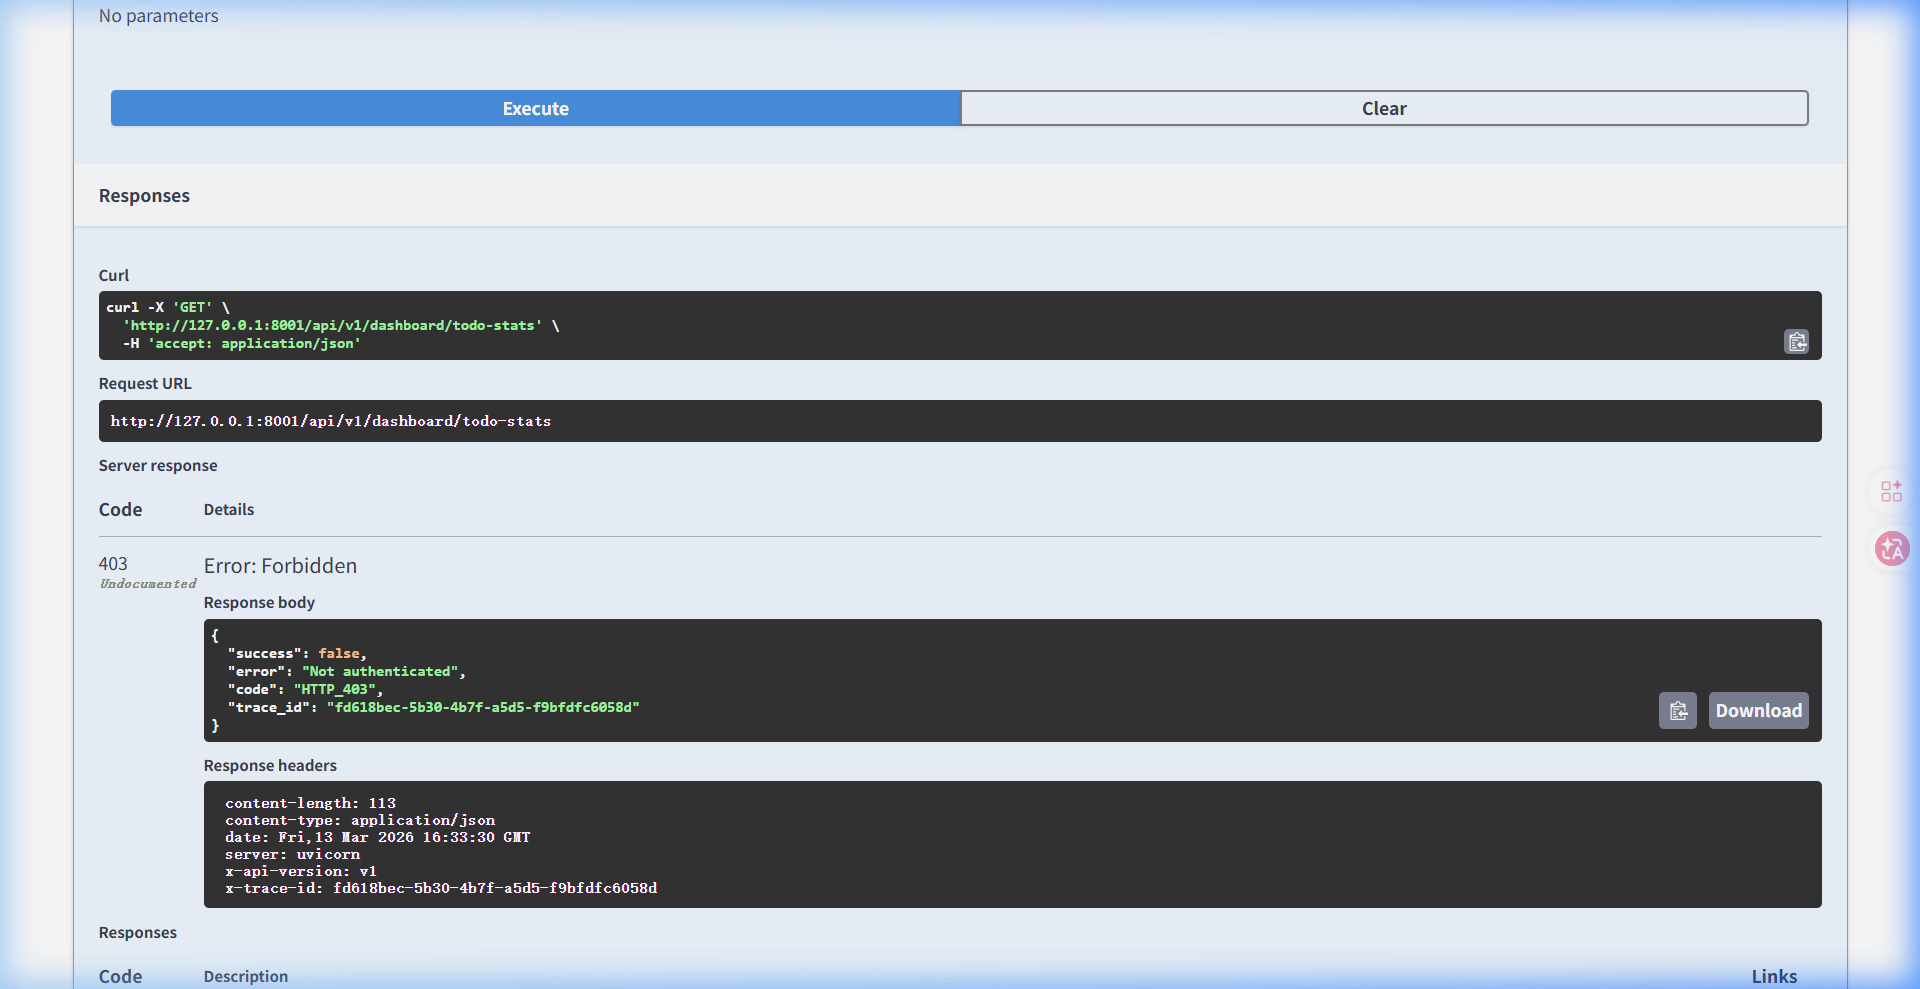 No parameters
Execute
Clear
Responses
Curl
curl -X 'GET' \
  'http://127.0.0.1:8001/api/v1/dashboard/todo-stats' \
  -H 'accept: application/json'
Request URL
http://127.0.0.1:8001/api/v1/dashboard/todo-stats
Server response
Code Details
403 Error: Forbidden
Undocumented
Response body
{
  "success": false,
  "error": "Not authenticated",
  "code": "HTTP_403",
  "trace_id": "fd618bec-5b30-4b7f-a5d5-f9bfdfc6058d"
}
Download
Response headers
content-length: 113
content-type: application/json
date: Fri,13 Mar 2026 16:33:30 GMT
server: uvicorn
x-api-version: v1
x-trace-id: fd618bec-5b30-4b7f-a5d5-f9bfdfc6058d
Responses
Code Description Links